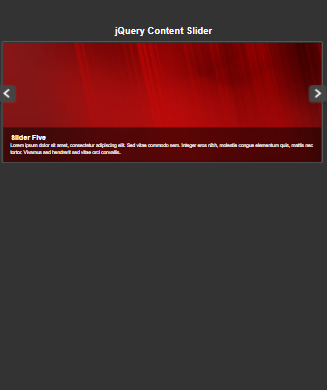 jQuery Content Slider
Slider Five
Lorem ipsum dolor sit amet, consectetur adipiscing elit. Sed vitae commodo sem. Integer eros nibh, molestie congue elementum quis, mattis nec
tortor. Vivamus sed hendrerit sed vitae orci convallis.